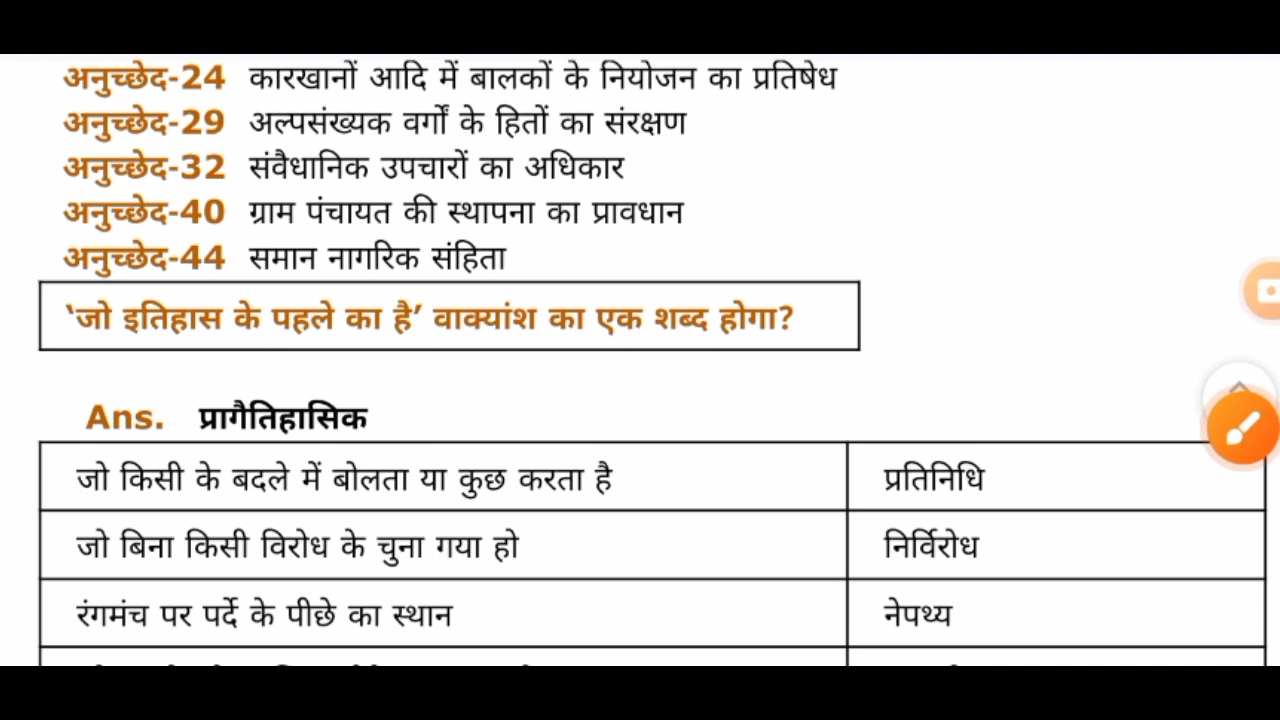 अनुच्छेद-24 कारखानों आदि में बालकों के नियोजन का प्रतिषेध
अनुच्छेद-29 अल्पसंख्यक वर्गों के हितों का संरक्षण
अनुच्छेद-32 संवैधानिक उपचारों का अधिकार
अनुच्छेद-40 ग्राम पंचायत की स्थापना का प्रावधान
अनुच्छेद-44 समान नागरिक संहिता
‘जो इतिहास के पहले का है’ वाक्यांश का एक शब्द होगा?
Ans. प्रागैतिहासिक
जो किसी के बदले में बोलता या कुछ करता है प्रतिनिधि
जो बिना किसी विरोध के चुना गया हो निर्विरोध
रंगमंच पर पर्दे के पीछे का स्थान नेपथ्य